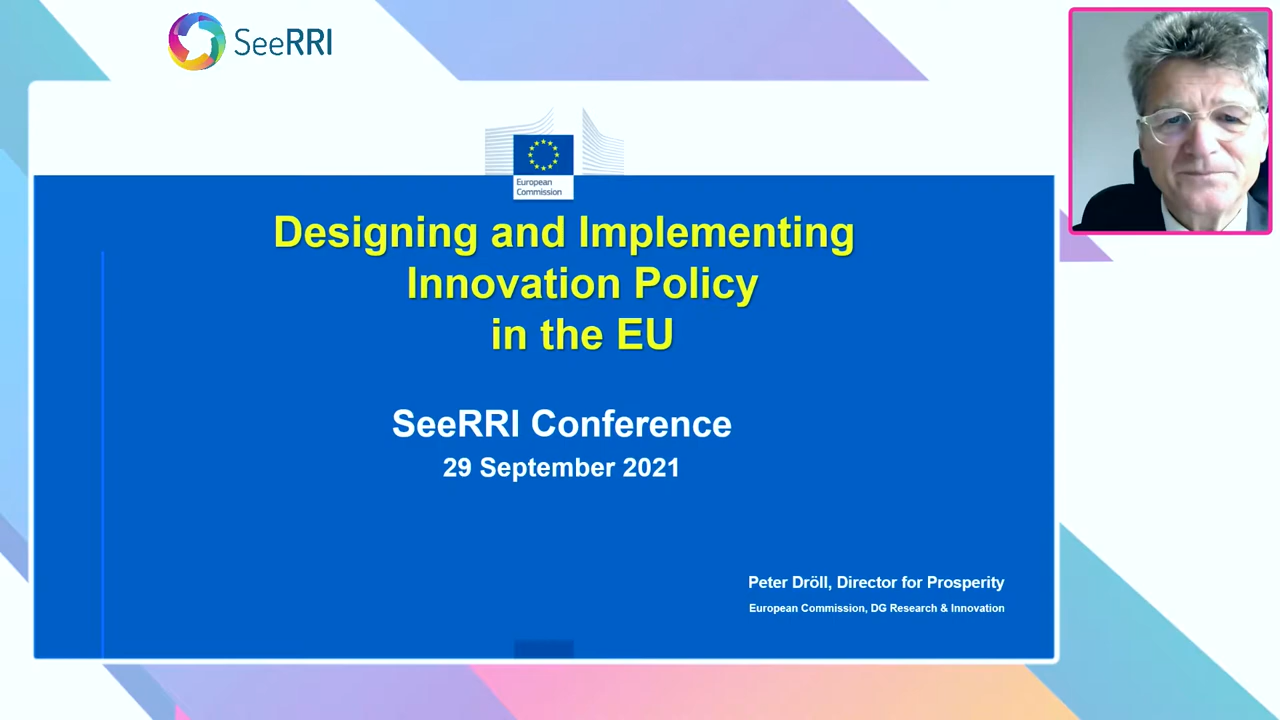 SeeRRI
European
Commission
Designing and Implementing
Innovation Policy
in the EU
SeeRRI Conference
29 September 2021
Peter Dröll, Director for Prosperity
European Commission, DG Research & Innovation